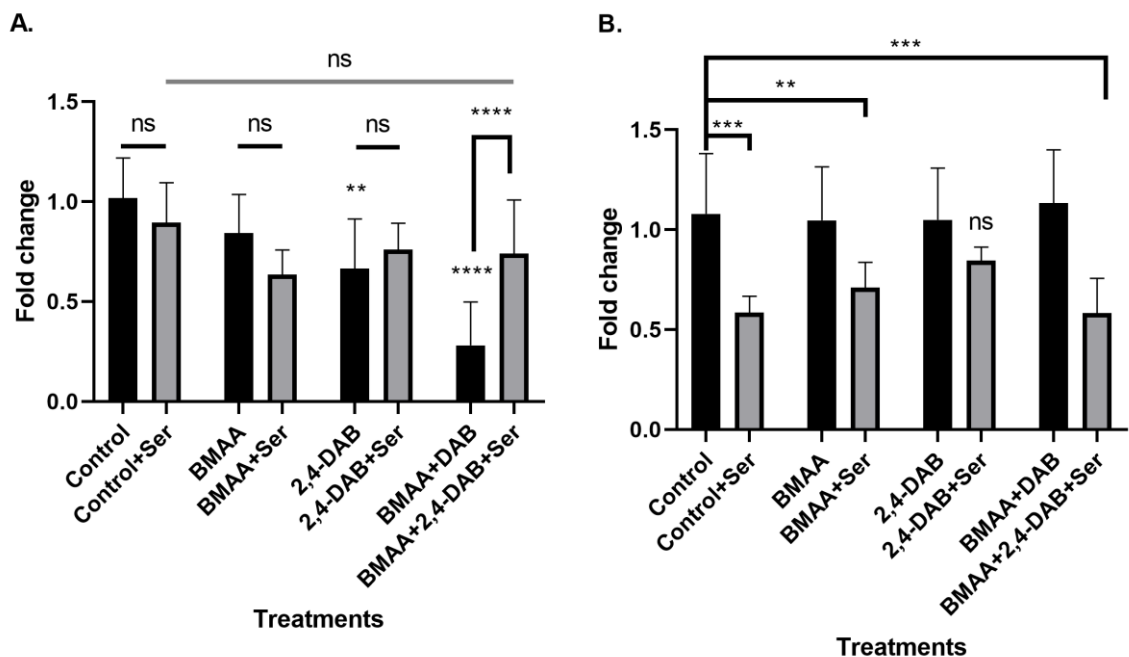 A.
ns
ns
ns
ns
****
**
****
Fold change
1.5
1.0
0.5
0.0
Control
Control+Ser
BMAA
BMAA+Ser
2,4-DAB
2,4-DAB+Ser
BMAA+DAB
BMAA+2,4-DAB+Ser
Treatments
B.
***
**
***
ns
Fold change
1.5
1.0
0.5
0.0
Control
Control+Ser
BMAA
BMAA+Ser
2,4-DAB
2,4-DAB+Ser
BMAA+DAB
BMAA+2,4-DAB+Ser
Treatments